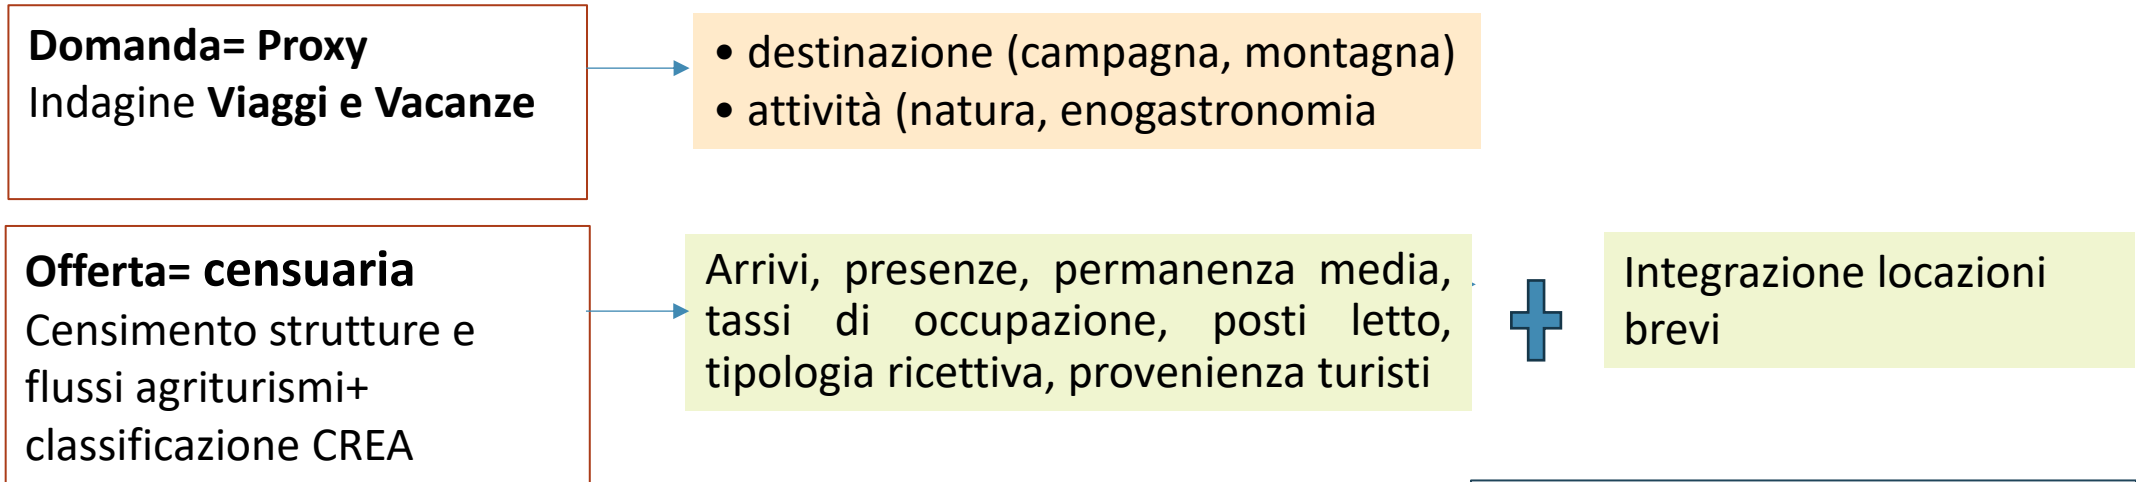 Domanda= Proxy
Indagine Viaggi e Vacanze
• destinazione (campagna, montagna)
• attività (natura, enogastronomia
Offerta= censuaria
Censimento strutture e
flussi agriturismi+
classificazione CREA
Arrivi, presenze, permanenza media,
tassi di occupazione, posti letto,
tipologia ricettiva, provenienza turisti
Integrazione locazioni
brevi